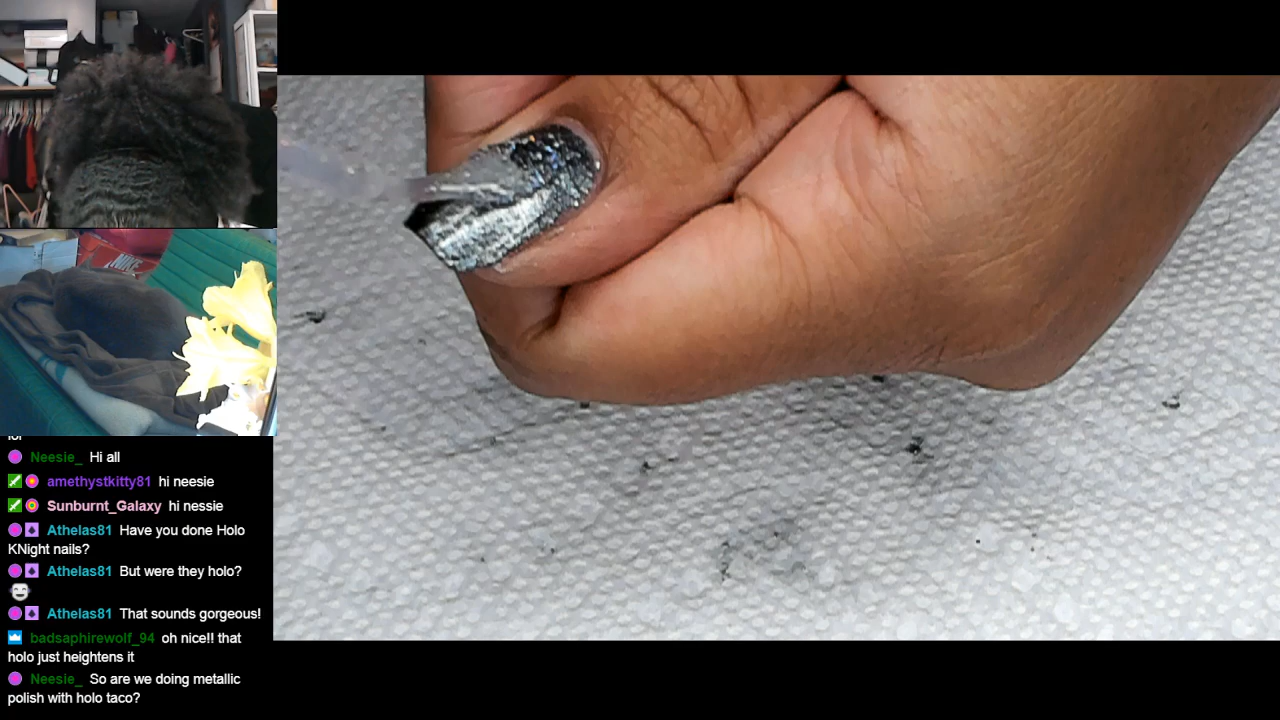 Neesie_ Hi all
amethystkitty81 hi neesie
Sunburnt_Galaxy hi nessie
Athelas81 Have you done Holo
KNight nails?
Athelas81 But were they holo?
Athelas81 That sounds gorgeous!
badsaphirewolf_94 oh nice!! that
holo just heightens it
Neesie_ So are we doing metallic
polish with holo taco?